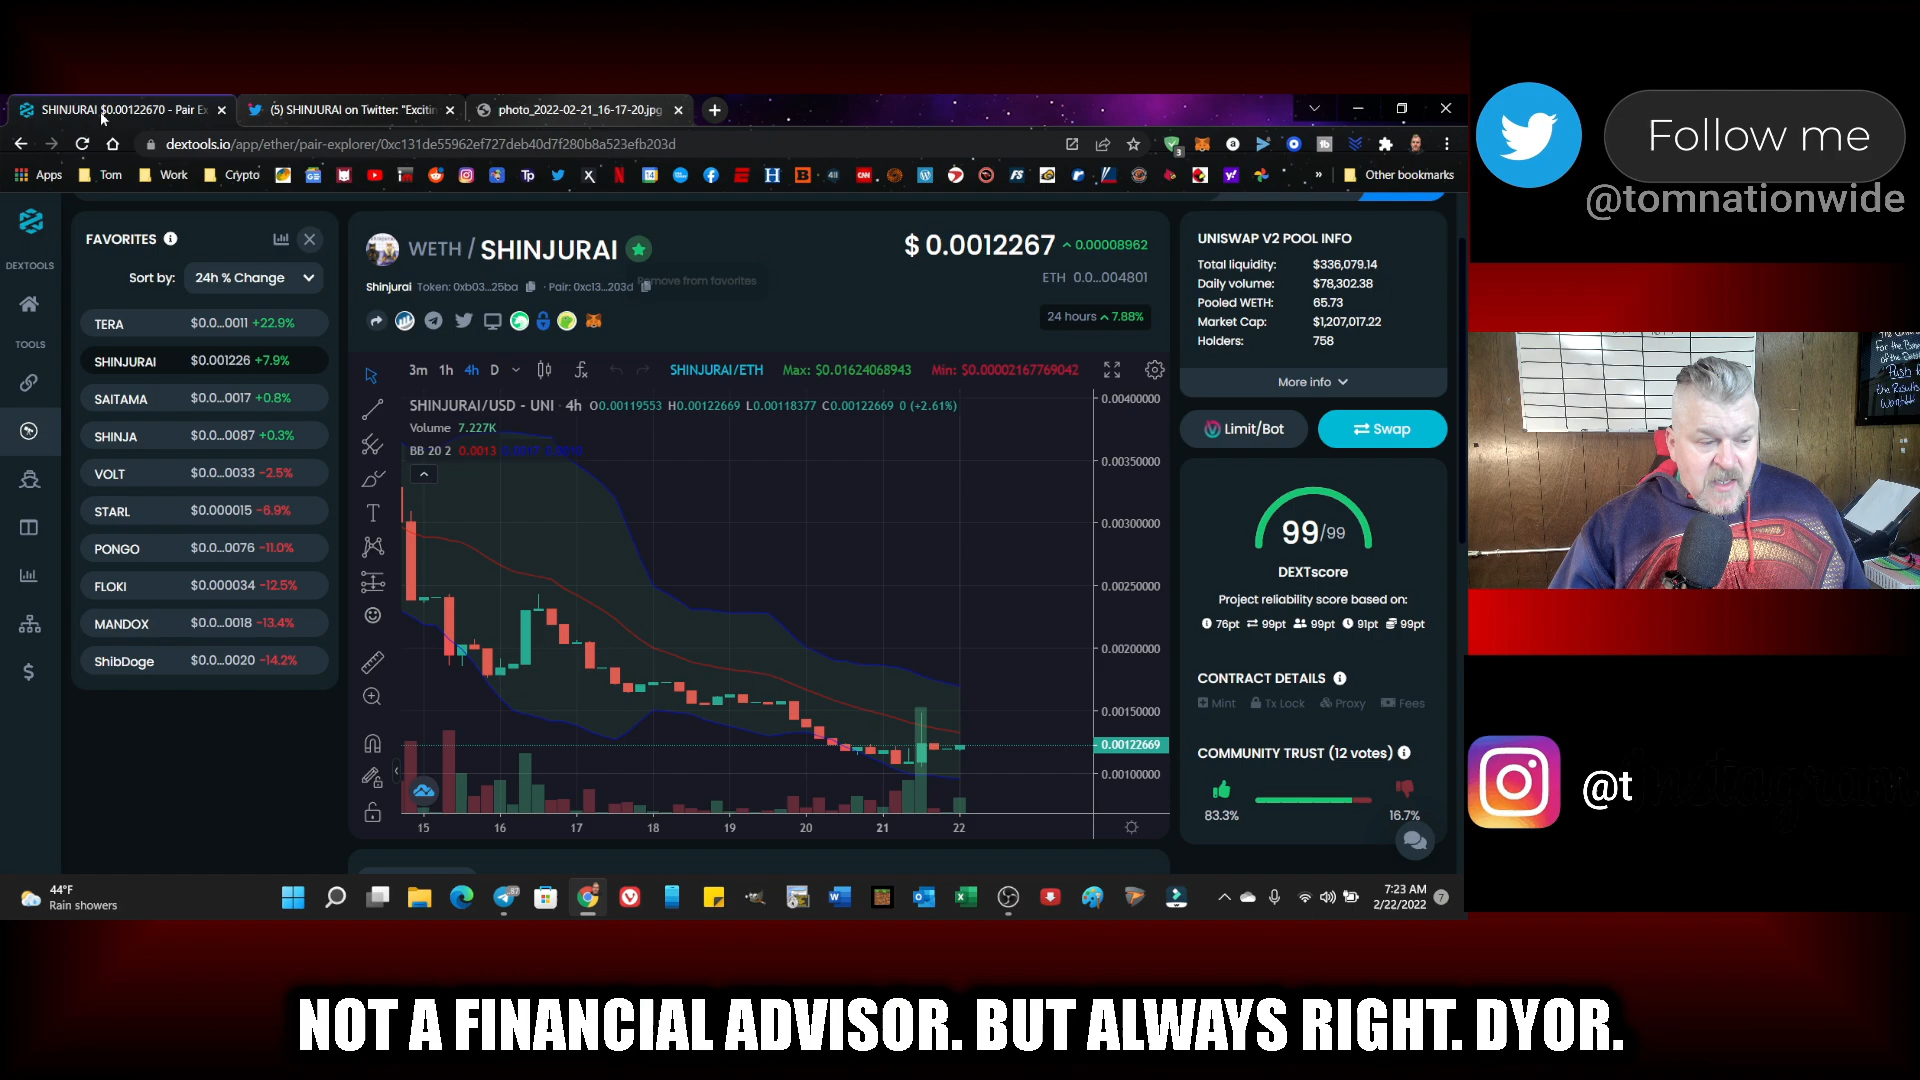 SHINJURAI $0.00122670 - Pair Ex
(5) SHINJURAI on Twitter: "Excitin
photo_2022-02-21_16-17-20.jpg
dextools.io/app/ether/pair-explorer/0xc131de55962ef727deb40d7f280b8a523efb203d
Apps Tom Work Crypto Other bookmarks
Follow me
@tomnationwide
DEXTOOLS
TOOLS
FAVORITES
Sort by: 24h % Change
TERA $0.0...0011 +22.9%
SHINJURAI $0.001226 +7.9%
SAITAMA $0.0...0017 +0.8%
SHINJA $0.0...0087 +0.3%
VOLT $0.0...0033 -2.5%
STARL $0.000015 -6.9%
PONGO $0.0...0076 -11.0%
FLOKI $0.000034 -12.5%
MANDOX $0.0...0018 -13.4%
ShibDoge $0.0...0020 -14.2%
WETH / SHINJURAI
Remove from favorites
Shinjurai Token: 0xb03...25ba · Pair: 0xc13...203d
$ 0.0012267 0.00008962
ETH 0.0...004801
24 hours 7.88%
3m 1h 4h D
SHINJURAI/ETH Max: $0.01624068943 Min: $0.00002167769042
SHINJURAI/USD - UNI · 4h O0.00119553 H0.00122669 L0.00118377 C0.00122669 0 (+2.61%)
Volume 7.227K
BB 20 2 0.0013
0.00400000
0.00350000
0.00300000
0.00250000
0.00200000
0.00150000
0.00122669
0.00100000
15 16 17 18 19 20 21 22
UNISWAP V2 POOL INFO
Total liquidity: $336,079.14
Daily volume: $78,302.38
Pooled WETH: 65.73
Market Cap: $1,207,017.22
Holders: 758
More info
Limit/Bot
Swap
99/99
DEXTscore
Project reliability score based on:
76pt 99pt 99pt 91pt 99pt
CONTRACT DETAILS
Mint Tx Lock Proxy Fees
COMMUNITY TRUST (12 votes)
83.3% 16.7%
@t
44°F
Rain showers
7:23 AM
2/22/2022
NOT A FINANCIAL ADVISOR. BUT ALWAYS RIGHT. DYOR.